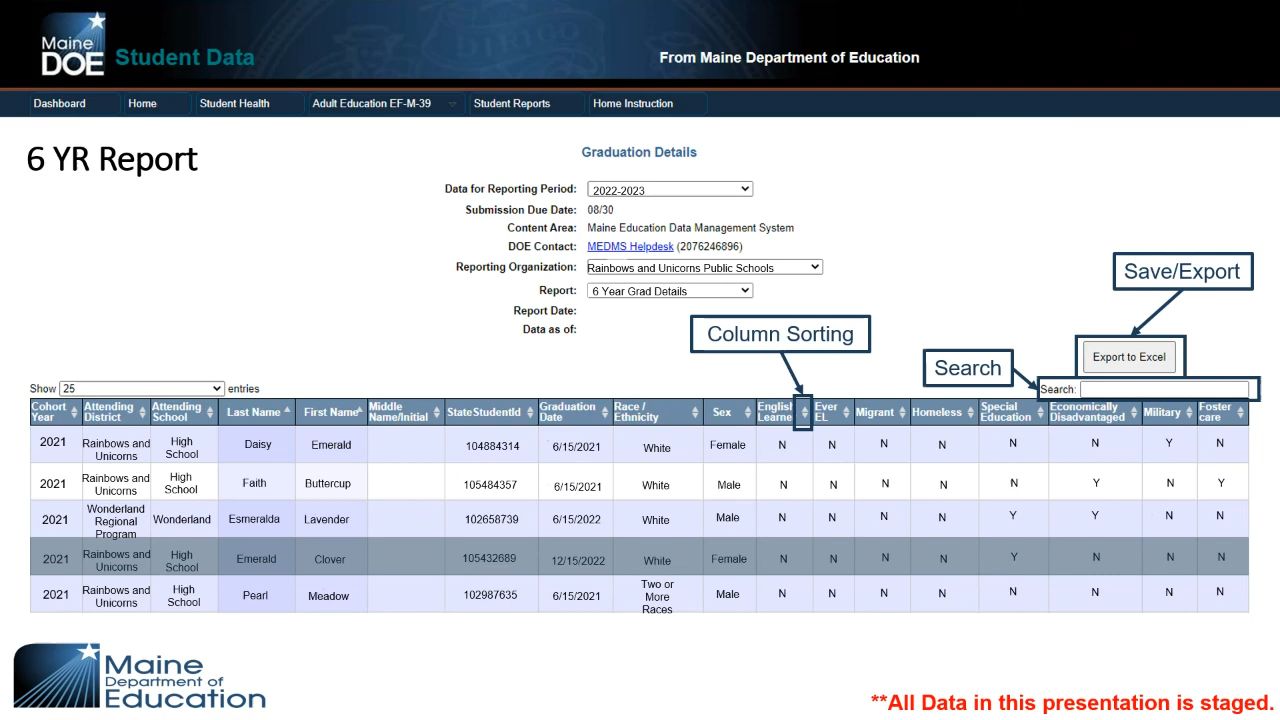 Maine
DOE
Student Data
From Maine Department of Education
Dashboard Home Student Health Adult Education EF-M-39 Student Reports Home Instruction
6 YR Report
Graduation Details
Data for Reporting Period: 2022-2023
Submission Due Date: 08/30
Content Area: Maine Education Data Management System
DOE Contact: MEDMS Helpdesk (2076246896)
Reporting Organization: Rainbows and Unicorns Public Schools
Report: 6 Year Grad Details
Report Date:
Data as of:
Save/Export
Column Sorting
Search
Export to Excel
Show 25 entries
Search:
Cohort Year Attending District Attending School Last Name First Name Middle Name/Initial StateStudentId Graduation Date Race / Ethnicity Sex English Learne Ever EL Migrant Homeless Special Education Economically Disadvantaged Military Foster care
2021 Rainbows and Unicorns High School Daisy Emerald 104884314 6/15/2021 White Female N N N N N N Y N
2021 Rainbows and Unicorns High School Faith Buttercup 105484357 6/15/2021 White Male N N N N N Y N Y
2021 Wonderland Regional Program Wonderland Esmeralda Lavender 102658739 6/15/2022 White Male N N N N Y Y N N
2021 Rainbows and Unicorns High School Emerald Clover 105432689 12/15/2022 White Female N N N N Y N N N
2021 Rainbows and Unicorns High School Pearl Meadow 102987635 6/15/2021 Two or More Races Male N N N N N N N N
Maine
Department of
Education
**All Data in this presentation is staged.